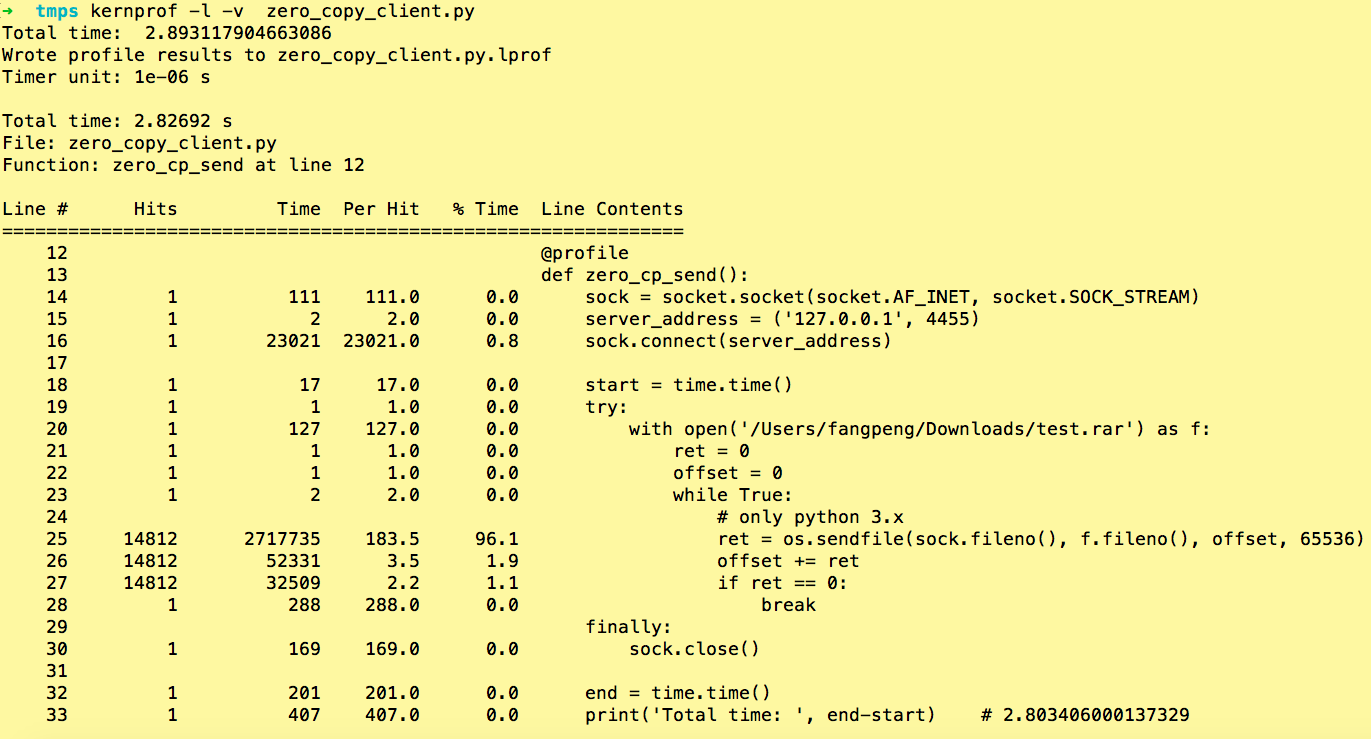 → tmps kernprof -l -v  zero_copy_client.py
Total time:  2.893117904663086
Wrote profile results to zero_copy_client.py.lprof
Timer unit: 1e-06 s

Total time: 2.82692 s
File: zero_copy_client.py
Function: zero_cp_send at line 12

Line #      Hits         Time  Per Hit   % Time  Line Contents
==============================================================
    12                                           @profile
    13                                           def zero_cp_send():
    14         1          111    111.0      0.0      sock = socket.socket(socket.AF_INET, socket.SOCK_STREAM)
    15         1            2      2.0      0.0      server_address = ('127.0.0.1', 4455)
    16         1        23021  23021.0      0.8      sock.connect(server_address)
    17
    18         1           17     17.0      0.0      start = time.time()
    19         1            1      1.0      0.0      try:
    20         1          127    127.0      0.0          with open('/Users/fangpeng/Downloads/test.rar') as f:
    21         1            1      1.0      0.0              ret = 0
    22         1            1      1.0      0.0              offset = 0
    23         1            2      2.0      0.0              while True:
    24                                                           # only python 3.x
    25     14812      2717735    183.5     96.1                  ret = os.sendfile(sock.fileno(), f.fileno(), offset, 65536)
    26     14812        52331      3.5      1.9                  offset += ret
    27     14812        32509      2.2      1.1                  if ret == 0:
    28         1          288    288.0      0.0                      break
    29                                               finally:
    30         1          169    169.0      0.0          sock.close()
    31
    32         1          201    201.0      0.0      end = time.time()
    33         1          407    407.0      0.0      print('Total time: ', end-start)    # 2.803406000137329